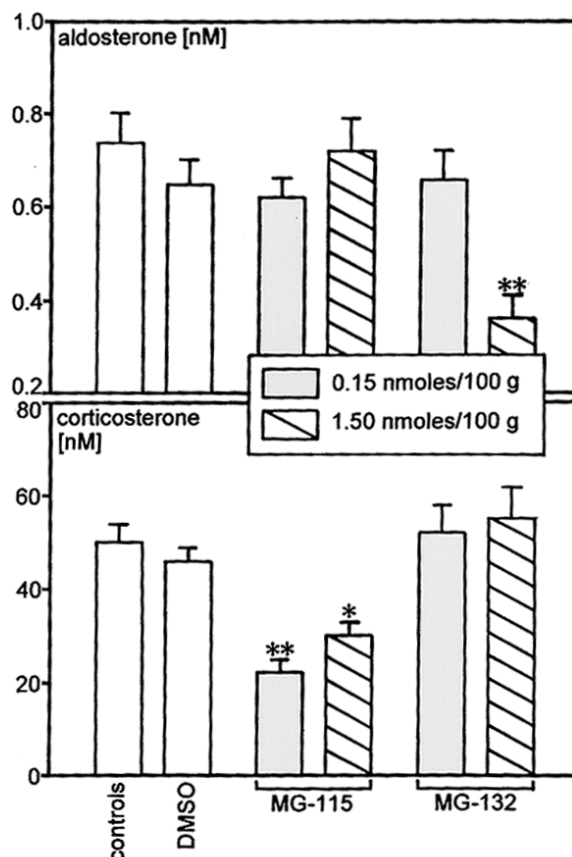 1.0
aldosterone [nM]
0.8
0.6
**
0.4
0.2
0.15 nmoles/100 g
1.50 nmoles/100 g
80
corticosterone
[nM]
60
40
**
*
20
0
controls
DMSO
MG-115
MG-132